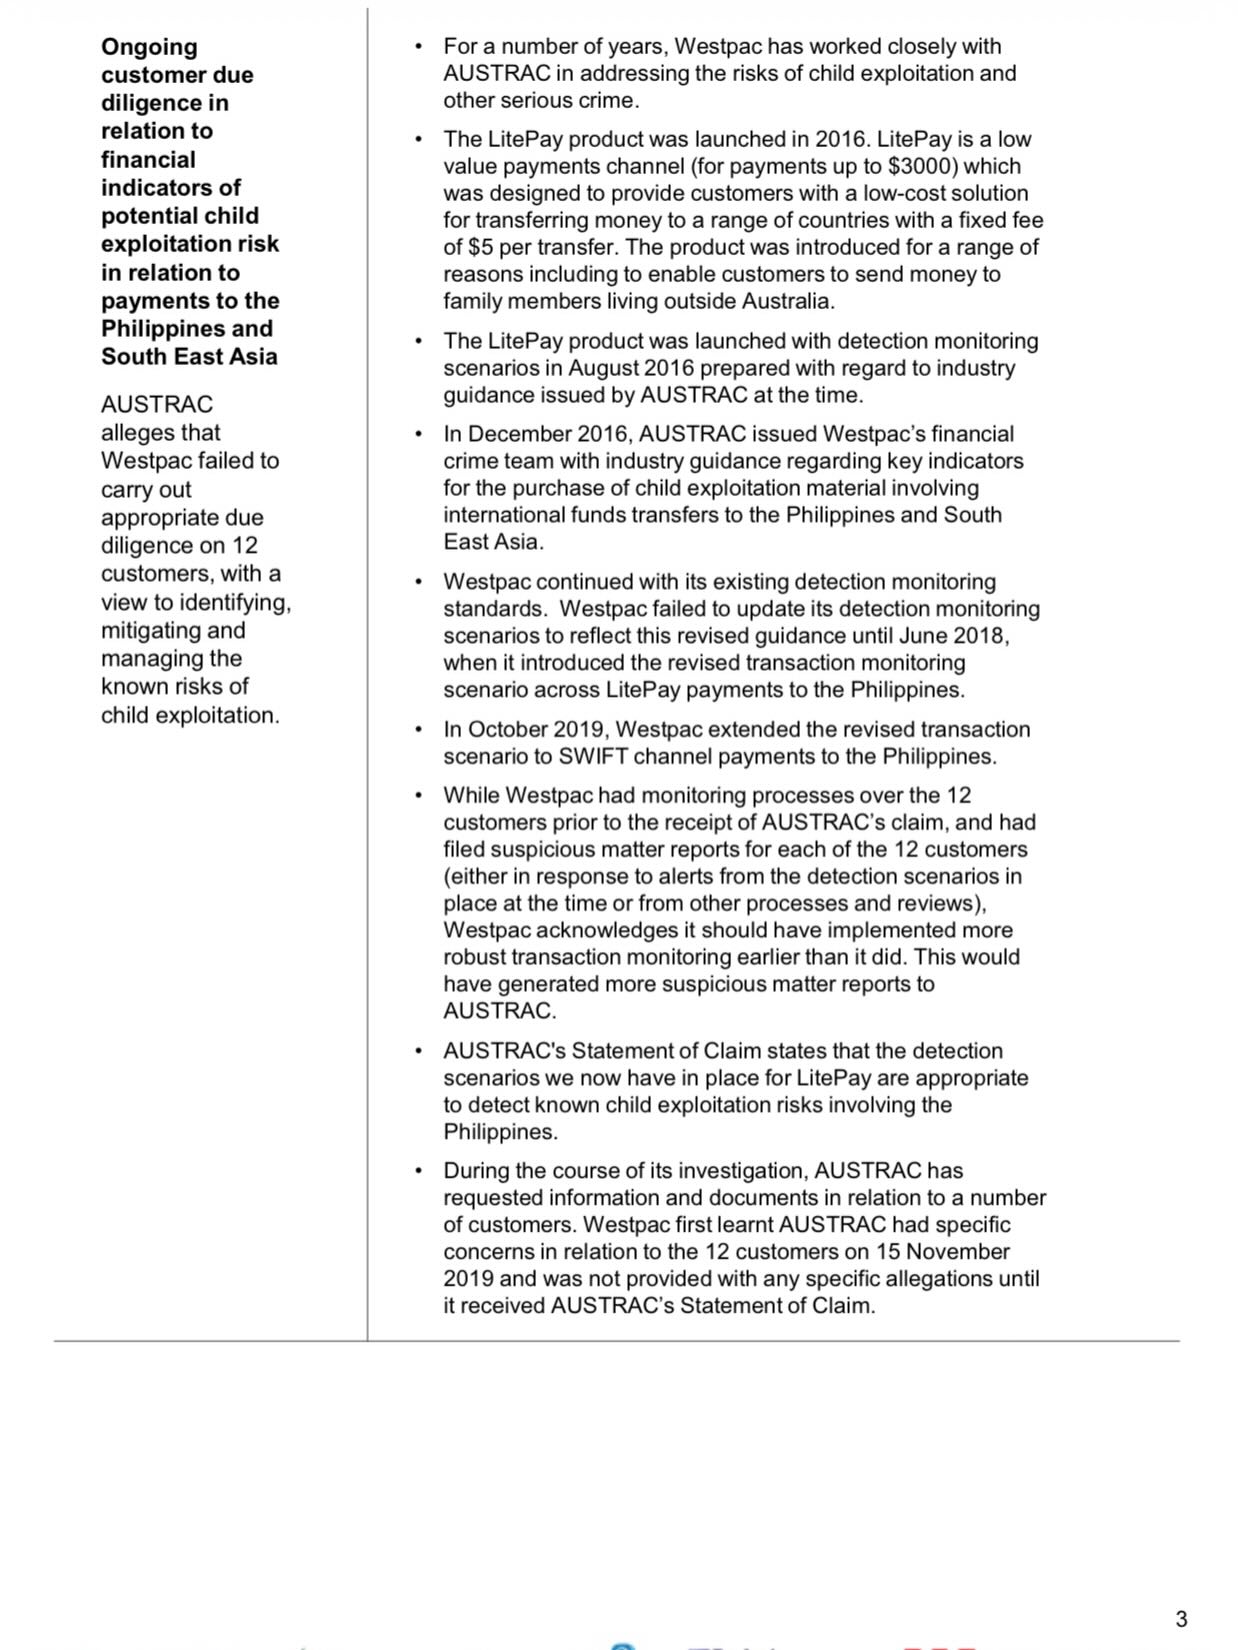 Ongoing
customer due
diligence in
relation to
financial
indicators of
potential child
exploitation risk
in relation to
payments to the
Philippines and
South East Asia
AUSTRAC
alleges that
Westpac failed to
carry out
appropriate due
diligence on 12
customers, with a
view to identifying,
mitigating and
managing the
known risks of
child exploitation.
• For a number of years, Westpac has worked closely with
AUSTRAC in addressing the risks of child exploitation and
other serious crime.
• The LitePay product was launched in 2016. LitePay is a low
value payments channel (for payments up to $3000) which
was designed to provide customers with a low-cost solution
for transferring money to a range of countries with a fixed fee
of $5 per transfer. The product was introduced for a range of
reasons including to enable customers to send money to
family members living outside Australia.
• The LitePay product was launched with detection monitoring
scenarios in August 2016 prepared with regard to industry
guidance issued by AUSTRAC at the time.
• In December 2016, AUSTRAC issued Westpac’s financial
crime team with industry guidance regarding key indicators
for the purchase of child exploitation material involving
international funds transfers to the Philippines and South
East Asia.
• Westpac continued with its existing detection monitoring
standards.  Westpac failed to update its detection monitoring
scenarios to reflect this revised guidance until June 2018,
when it introduced the revised transaction monitoring
scenario across LitePay payments to the Philippines.
• In October 2019, Westpac extended the revised transaction
scenario to SWIFT channel payments to the Philippines.
• While Westpac had monitoring processes over the 12
customers prior to the receipt of AUSTRAC’s claim, and had
filed suspicious matter reports for each of the 12 customers
(either in response to alerts from the detection scenarios in
place at the time or from other processes and reviews),
Westpac acknowledges it should have implemented more
robust transaction monitoring earlier than it did. This would
have generated more suspicious matter reports to
AUSTRAC.
• AUSTRAC's Statement of Claim states that the detection
scenarios we now have in place for LitePay are appropriate
to detect known child exploitation risks involving the
Philippines.
• During the course of its investigation, AUSTRAC has
requested information and documents in relation to a number
of customers. Westpac first learnt AUSTRAC had specific
concerns in relation to the 12 customers on 15 November
2019 and was not provided with any specific allegations until
it received AUSTRAC’s Statement of Claim.
3